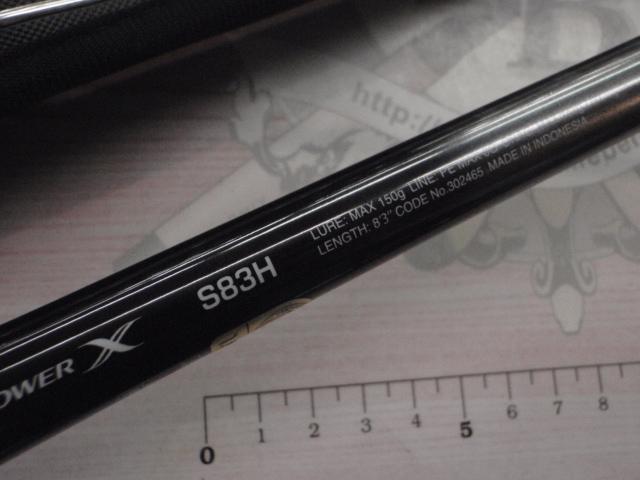 http://
LURE: MAX 150g LINE: PE MAX
LENGTH: 8'3" CODE No.302465 MADE IN INDONESIA
S83H
POWER X
0 1 2 3 4 5 6 7 8